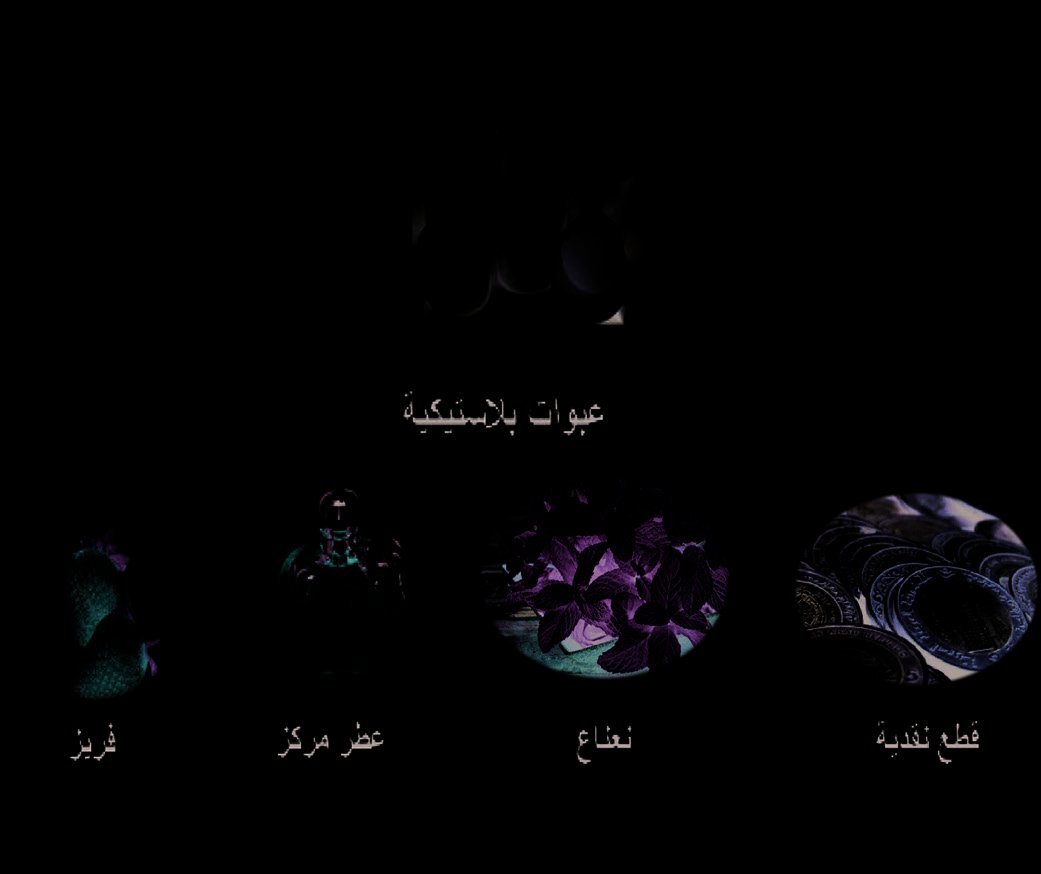 عبوات بلاستيكية
قطع نقدية
نعناع
عطر مركز
فريز